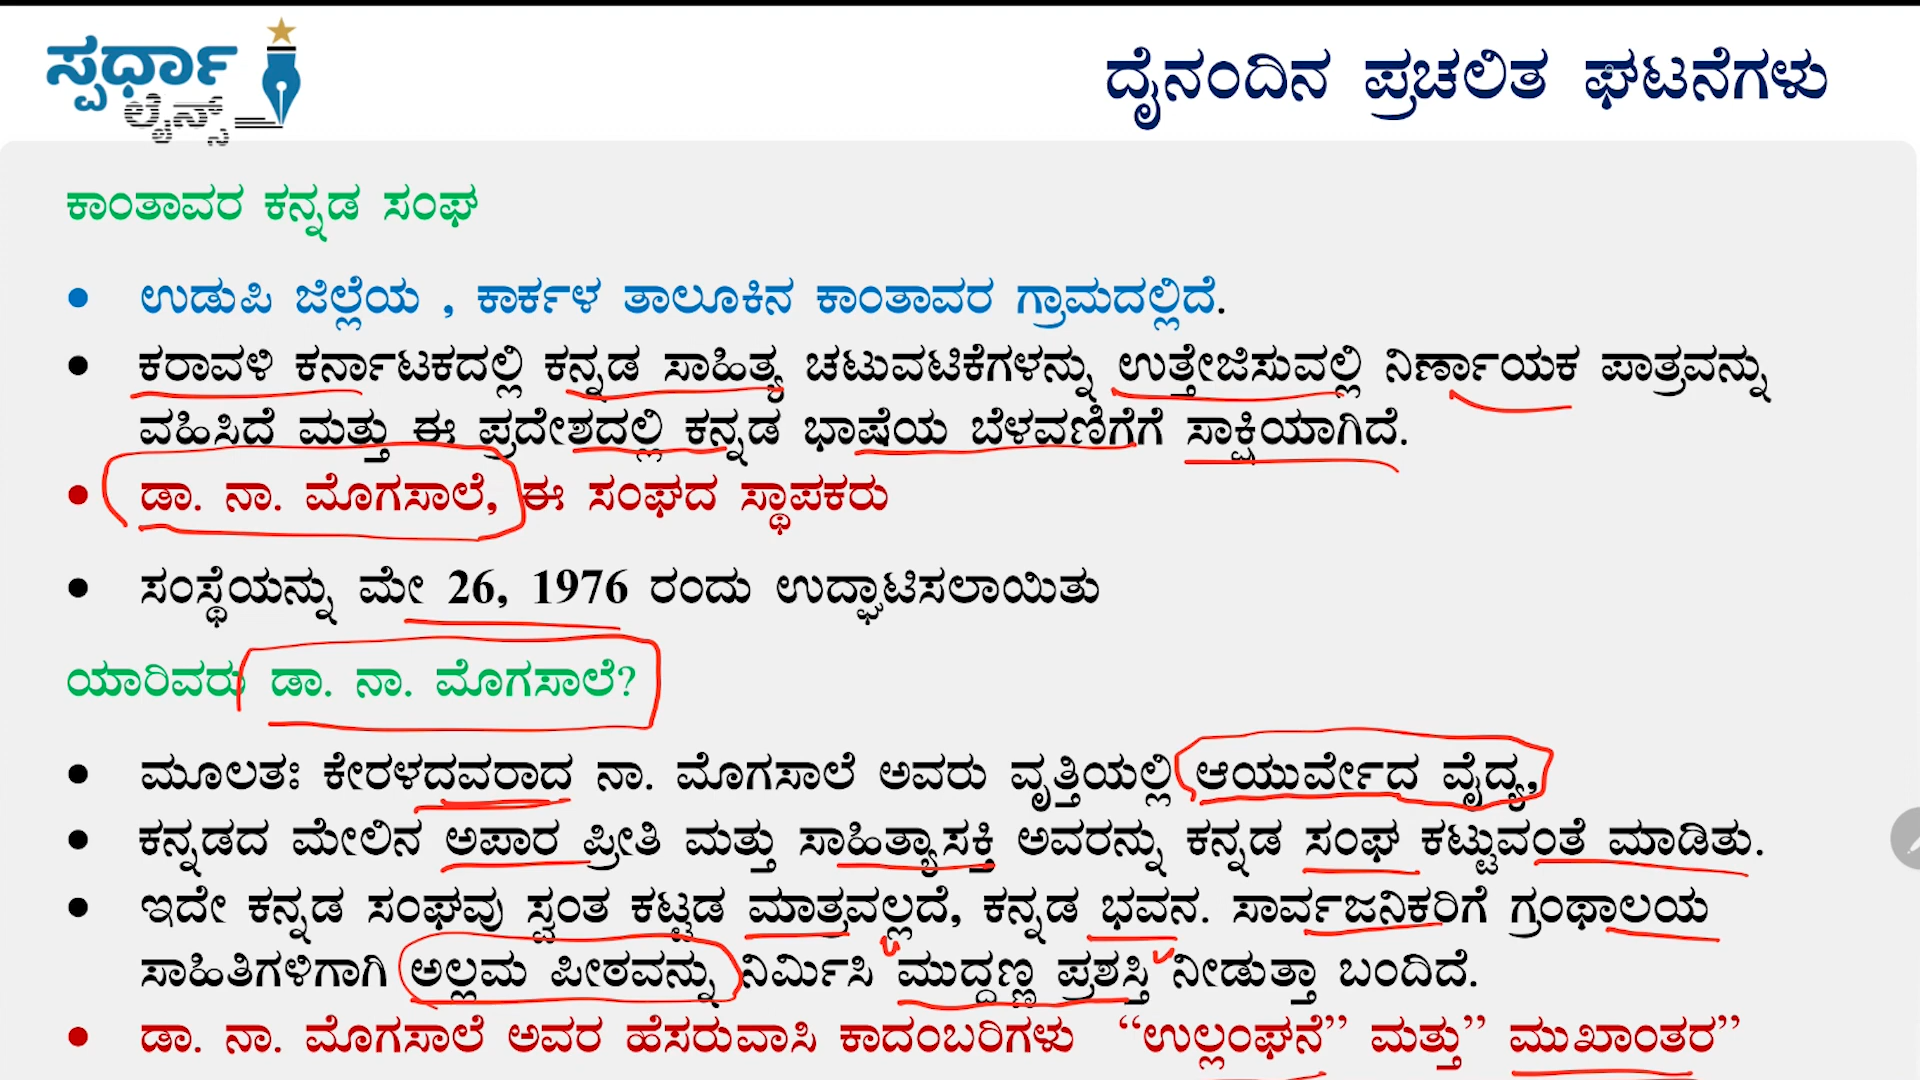 ಸ್ಪರ್ಧಾ
ಲೈನ್ಸ್
ದೈನಂದಿನ ಪ್ರಚಲಿತ ಘಟನೆಗಳು
ಕಾಂತಾವರ ಕನ್ನಡ ಸಂಘ
• ಉಡುಪಿ ಜಿಲ್ಲೆಯ , ಕಾರ್ಕಳ ತಾಲೂಕಿನ ಕಾಂತಾವರ ಗ್ರಾಮದಲ್ಲಿದೆ.
• ಕರಾವಳಿ ಕರ್ನಾಟಕದಲ್ಲಿ ಕನ್ನಡ ಸಾಹಿತ್ಯ ಚಟುವಟಿಕೆಗಳನ್ನು ಉತ್ತೇಜಿಸುವಲ್ಲಿ ನಿರ್ಣಾಯಕ ಪಾತ್ರವನ್ನು
ವಹಿಸಿದೆ ಮತ್ತು ಈ ಪ್ರದೇಶದಲ್ಲಿ ಕನ್ನಡ ಭಾಷೆಯ ಬೆಳವಣಿಗೆಗೆ ಸಾಕ್ಷಿಯಾಗಿದೆ.
• ಡಾ. ನಾ. ಮೊಗಸಾಲೆ, ಈ ಸಂಘದ ಸ್ಥಾಪಕರು
• ಸಂಸ್ಥೆಯನ್ನು ಮೇ 26, 1976 ರಂದು ಉದ್ಘಾಟಿಸಲಾಯಿತು
ಯಾರಿವರು ಡಾ. ನಾ. ಮೊಗಸಾಲೆ?
• ಮೂಲತಃ ಕೇರಳದವರಾದ ನಾ. ಮೊಗಸಾಲೆ ಅವರು ವೃತ್ತಿಯಲ್ಲಿ ಆಯುರ್ವೇದ ವೈದ್ಯ,
• ಕನ್ನಡದ ಮೇಲಿನ ಅಪಾರ ಪ್ರೀತಿ ಮತ್ತು ಸಾಹಿತ್ಯಾಸಕ್ತಿ ಅವರನ್ನು ಕನ್ನಡ ಸಂಘ ಕಟ್ಟುವಂತೆ ಮಾಡಿತು.
• ಇದೇ ಕನ್ನಡ ಸಂಘವು ಸ್ವಂತ ಕಟ್ಟಡ ಮಾತ್ರವಲ್ಲದೆ, ಕನ್ನಡ ಭವನ. ಸಾರ್ವಜನಿಕರಿಗೆ ಗ್ರಂಥಾಲಯ
ಸಾಹಿತಿಗಳಿಗಾಗಿ ಅಲ್ಲಮ ಪೀಠವನ್ನು ನಿರ್ಮಿಸಿ ಮುದ್ದಣ್ಣ ಪ್ರಶಸ್ತಿ ನೀಡುತ್ತಾ ಬಂದಿದೆ.
• ಡಾ. ನಾ. ಮೊಗಸಾಲೆ ಅವರ ಹೆಸರುವಾಸಿ ಕಾದಂಬರಿಗಳು “ಉಲ್ಲಂಘನೆ” ಮತ್ತು” ಮುಖಾಂತರ”